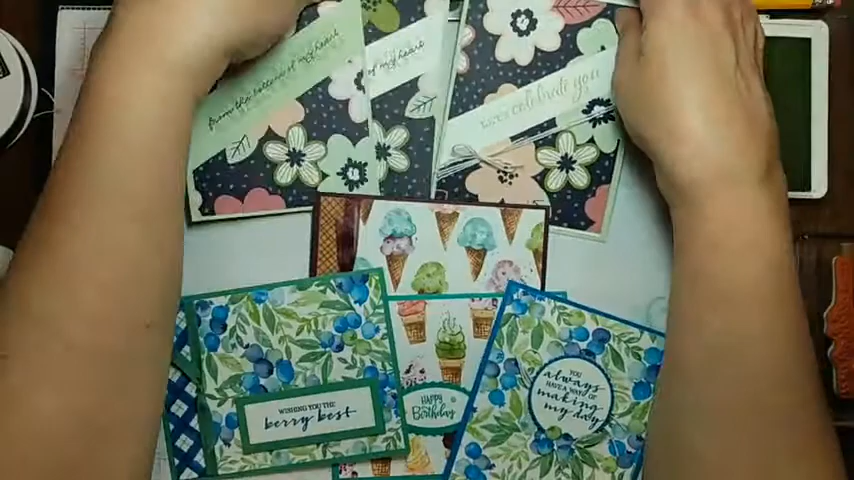 from the bottom of my heart
of my heart
we celebrate you
WISHING YOU THE
berry best
HAPPY
birthday
YOU
ALWAYS
HAVE A WAY OF
making
my day